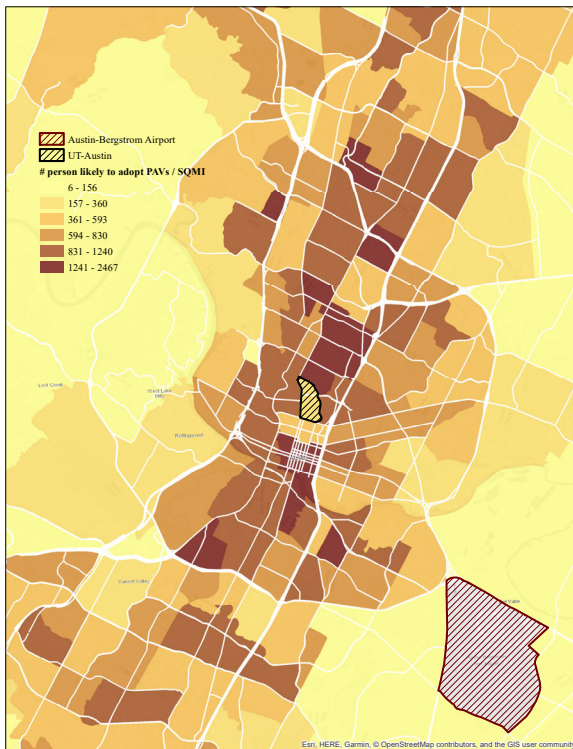 Austin-Bergstrom Airport
UT-Austin
# person likely to adopt PAVs / SQMI
6 - 156
157 - 360
361 - 593
594 - 830
831 - 1240
1241 - 2467
Lost Creek
West Lake
Hills
Rollingwood
Sunset Valley
Esri, HERE, Garmin, © OpenStreetMap contributors, and the GIS user community